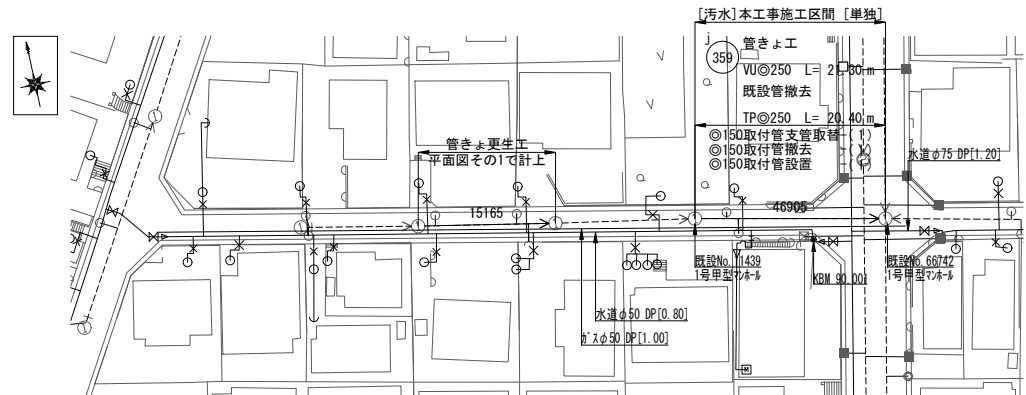 [汚水]本工事施工区間 [単独]
j
359
管きょ工
VU◎250 L= 21.30 m
既設管撤去
TP◎250 L= 20.40 m
◎150取付管支管取替 ( 1 )
◎150取付管撤去
◎150取付管設置
水道φ75 DP[1.20]
管きょ更生工
平面図その1で計上
15165
46905
既設No. 11439
1号甲型マンホール
既設No. 66742
1号甲型マンホール
水道φ50 DP[0.80]
ガスφ50 DP[1.00]
M